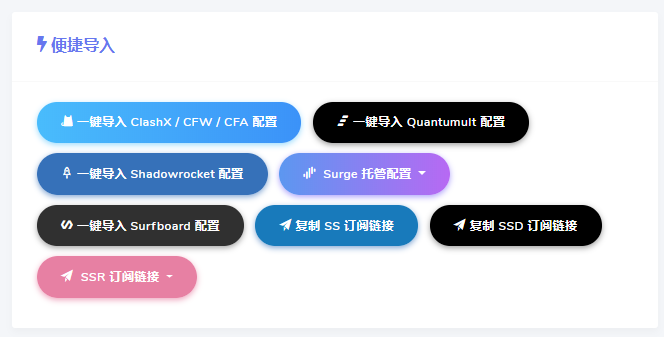 便捷导入
一键导入 ClashX / CFW / CFA 配置
一键导入 Quantumult 配置
一键导入 Shadowrocket 配置
Surge 托管配置
一键导入 Surfboard 配置
复制 SS 订阅链接
复制 SSD 订阅链接
SSR 订阅链接